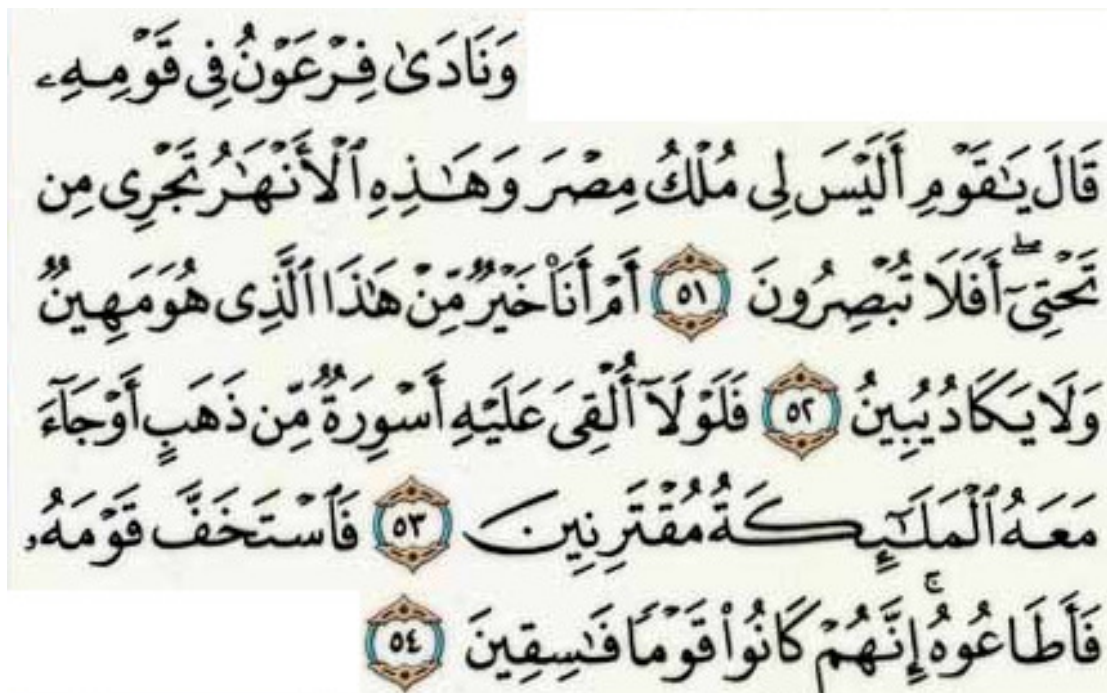 وَنَادَىٰ فِرۡعَوۡنُ فِي قَوۡمِهِۦ
قَالَ يَٰقَوۡمِ أَلَيۡسَ لِي مُلۡكُ مِصۡرَ وَهَٰذِهِ ٱلۡأَنۡهَٰرُ تَجۡرِي مِن
تَحۡتِيٓۖ أَفَلَا تُبۡصِرُونَ ٥١ أَمۡ أَنَا۠ خَيۡرٞ مِّنۡ هَٰذَا ٱلَّذِي هُوَ مَهِينٞ
وَلَا يَكَادُ يُبِينُ ٥٢ فَلَوۡلَآ أُلۡقِيَ عَلَيۡهِ أَسۡوِرَةٞ مِّن ذَهَبٍ أَوۡ جَآءَ
مَعَهُ ٱلۡمَلَٰٓئِكَةُ مُقۡتَرِنِينَ ٥٣ فَٱسۡتَخَفَّ قَوۡمَهُۥ
فَأَطَاعُوهُۚ إِنَّهُمۡ كَانُواْ قَوۡمٗا فَٰسِقِينَ ٥٤